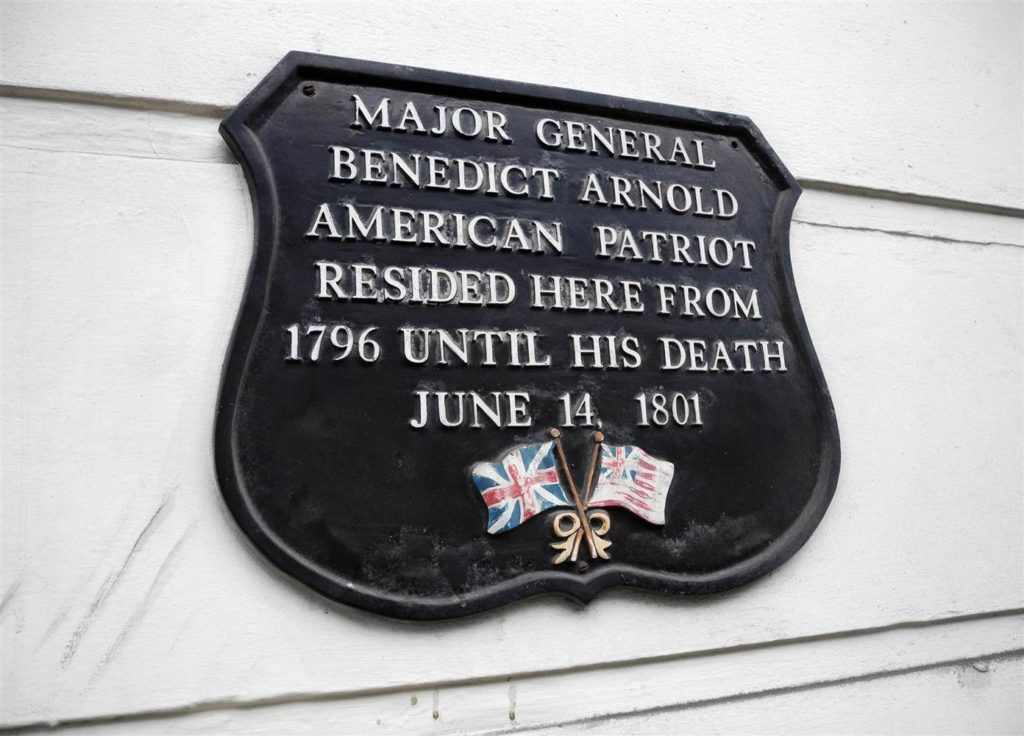 MAJOR GENERAL
BENEDICT ARNOLD
AMERICAN PATRIOT
RESIDED HERE FROM
1796 UNTIL HIS DEATH
JUNE 14, 1801